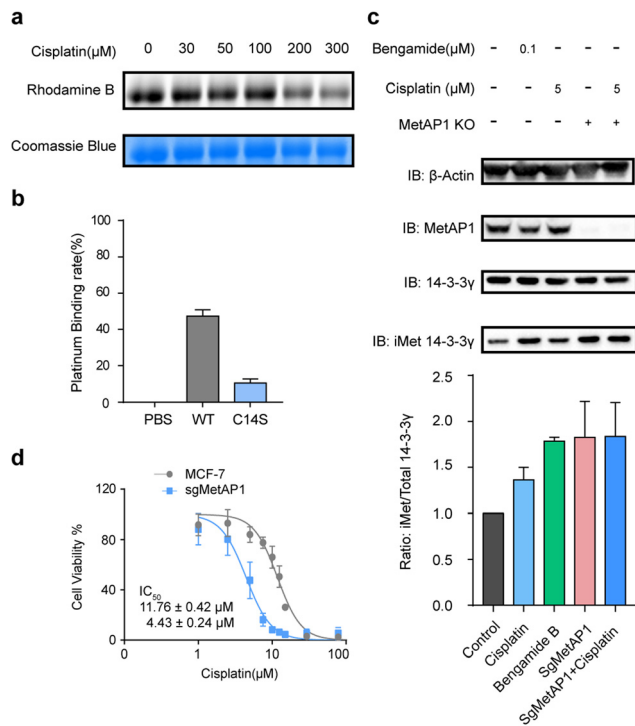 a
Cisplatin(μM) 0 30 50 100 200 300
Rhodamine B
Coomassie Blue
b
Platinum Binding rate(%)
100
80
60
40
20
0
PBS WT C14S
c
Bengamide(μM) - 0.1 - - -
Cisplatin (μM) - - 5 - 5
MetAP1 KO - - - + +
IB: β-Actin
IB: MetAP1
IB: 14-3-3γ
IB: iMet 14-3-3γ
Ratio: iMet/Total 14-3-3γ
2.5
2.0
1.5
1.0
0.5
0.0
Control
Cisplatin
Bengamide B
SgMetAP1
SgMetAP1+Cisplatin
d
MCF-7
sgMetAP1
Cell Viability %
120
80
40
0
IC50
11.76 ± 0.42 μM
4.43 ± 0.24 μM
0 1 10 100
Cisplatin(μM)